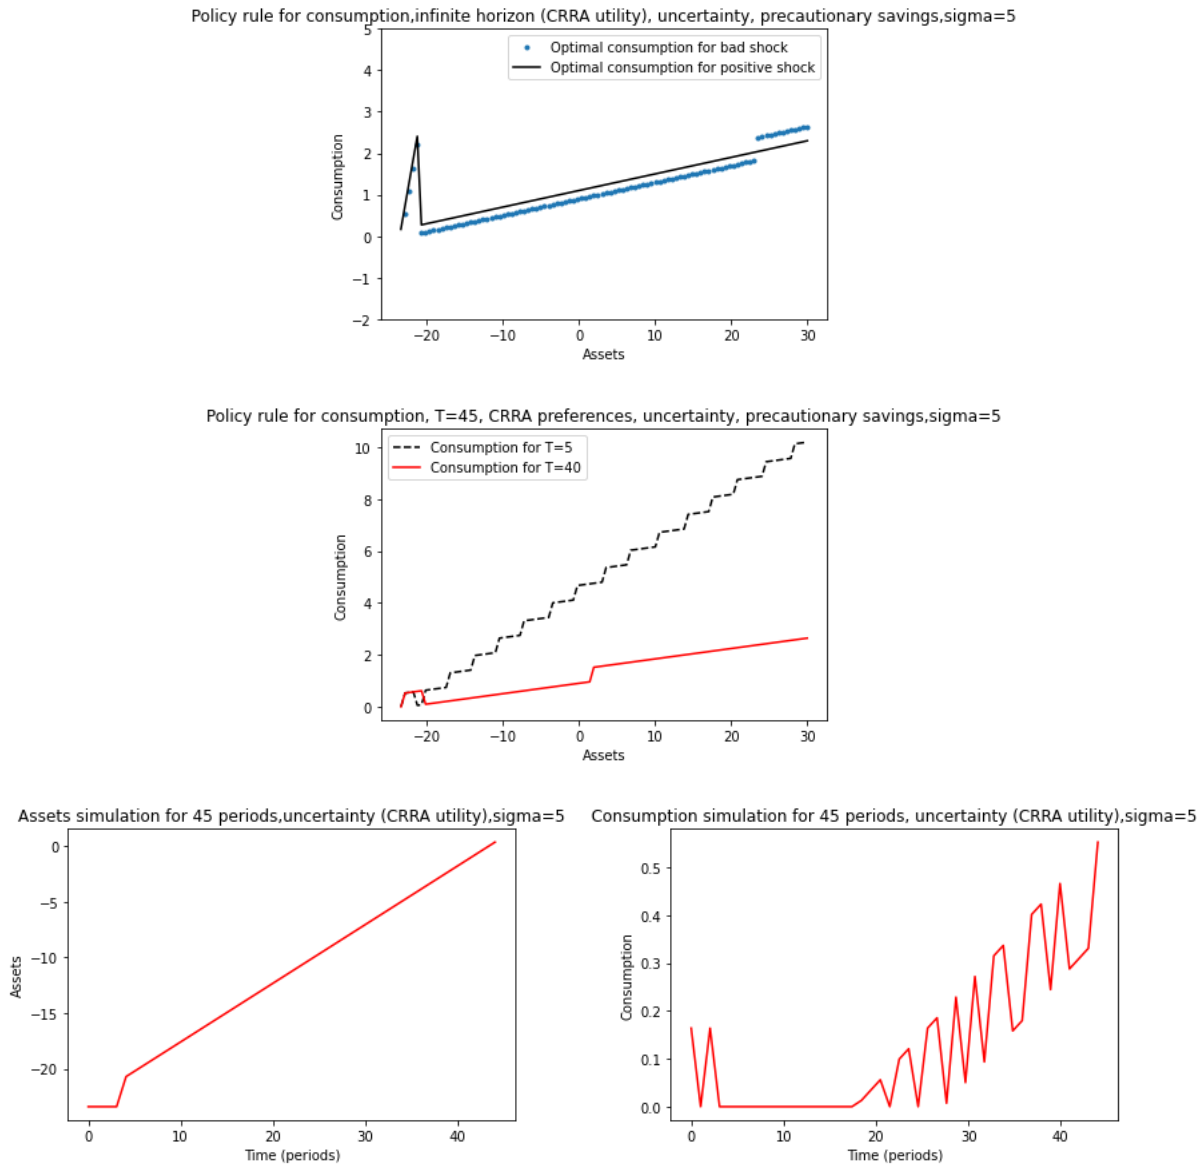 Policy rule for consumption,infinite horizon (CRRA utility), uncertainty, precautionary savings,sigma=5
5
4
3
2
1
0
−1
−2
Consumption
Optimal consumption for bad shock
Optimal consumption for positive shock
−20 −10 0 10 20 30
Assets
Policy rule for consumption, T=45, CRRA preferences, uncertainty, precautionary savings,sigma=5
10
8
6
4
2
0
Consumption
Consumption for T=5
Consumption for T=40
−20 −10 0 10 20 30
Assets
Assets simulation for 45 periods,uncertainty (CRRA utility),sigma=5
0
−5
−10
−15
−20
Assets
0 10 20 30 40
Time (periods)
Consumption simulation for 45 periods, uncertainty (CRRA utility),sigma=5
0.5
0.4
0.3
0.2
0.1
0.0
Consumption
0 10 20 30 40
Time (periods)